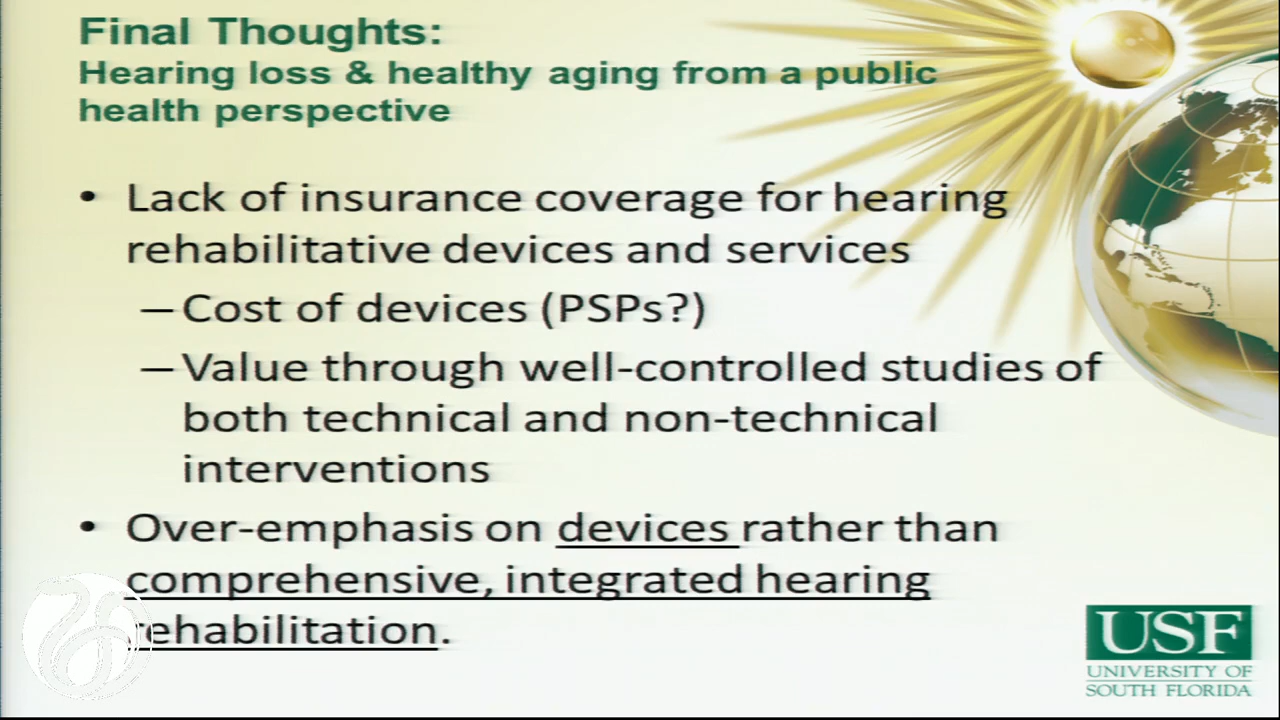 Final Thoughts:
Hearing loss & healthy aging from a public
health perspective
• Lack of insurance coverage for hearing
rehabilitative devices and services
– Cost of devices (PSPs?)
– Value through well-controlled studies of
both technical and non-technical
interventions
• Over-emphasis on devices rather than
comprehensive, integrated hearing
rehabilitation.
USF
UNIVERSITY OF
SOUTH FLORIDA